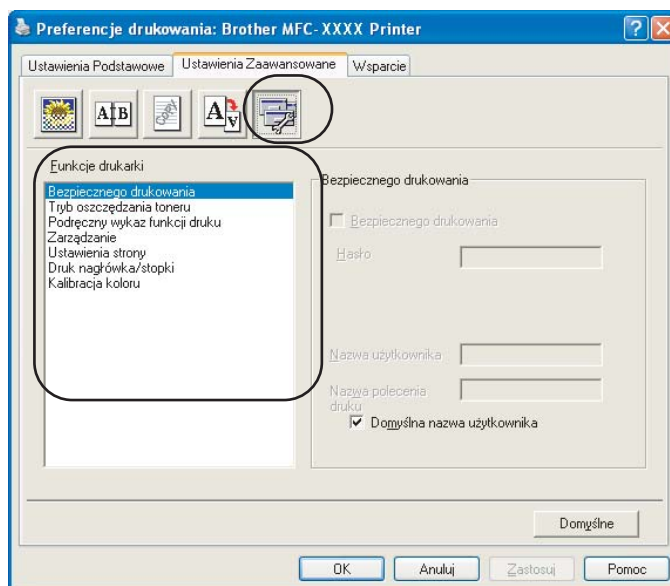 Preferencje drukowania: Brother MFC-XXXX Printer
Ustawienia Podstawowe
Ustawienia Zaawansowane
Wsparcie
A B
Copy
A A
Funkcje drukarki
Bezpiecznego drukowania
Tryb oszczędzania toneru
Podręczny wykaz funkcji druku
Zarządzanie
Ustawienia strony
Druk nagłówka/stopki
Kalibracja koloru
Bezpiecznego drukowania
Bezpiecznego drukowania
Hasło
Nazwa użytkownika
Nazwa polecenia
druku
Domyślna nazwa użytkownika
Domyślne
OK
Anuluj
Zastosuj
Pomoc